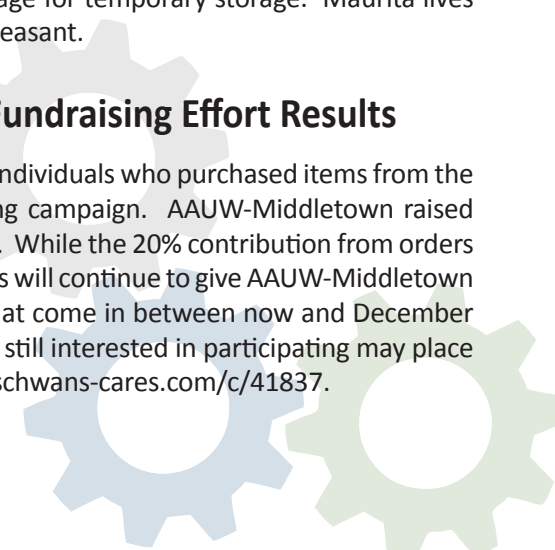 age for temporary storage. Maurita lives
easant.
Fundraising Effort Results
ndividuals who purchased items from the
ng campaign. AAUW-Middletown raised
. While the 20% contribution from orders
s will continue to give AAUW-Middletown
at come in between now and December
still interested in participating may place
schwans-cares.com/c/41837.